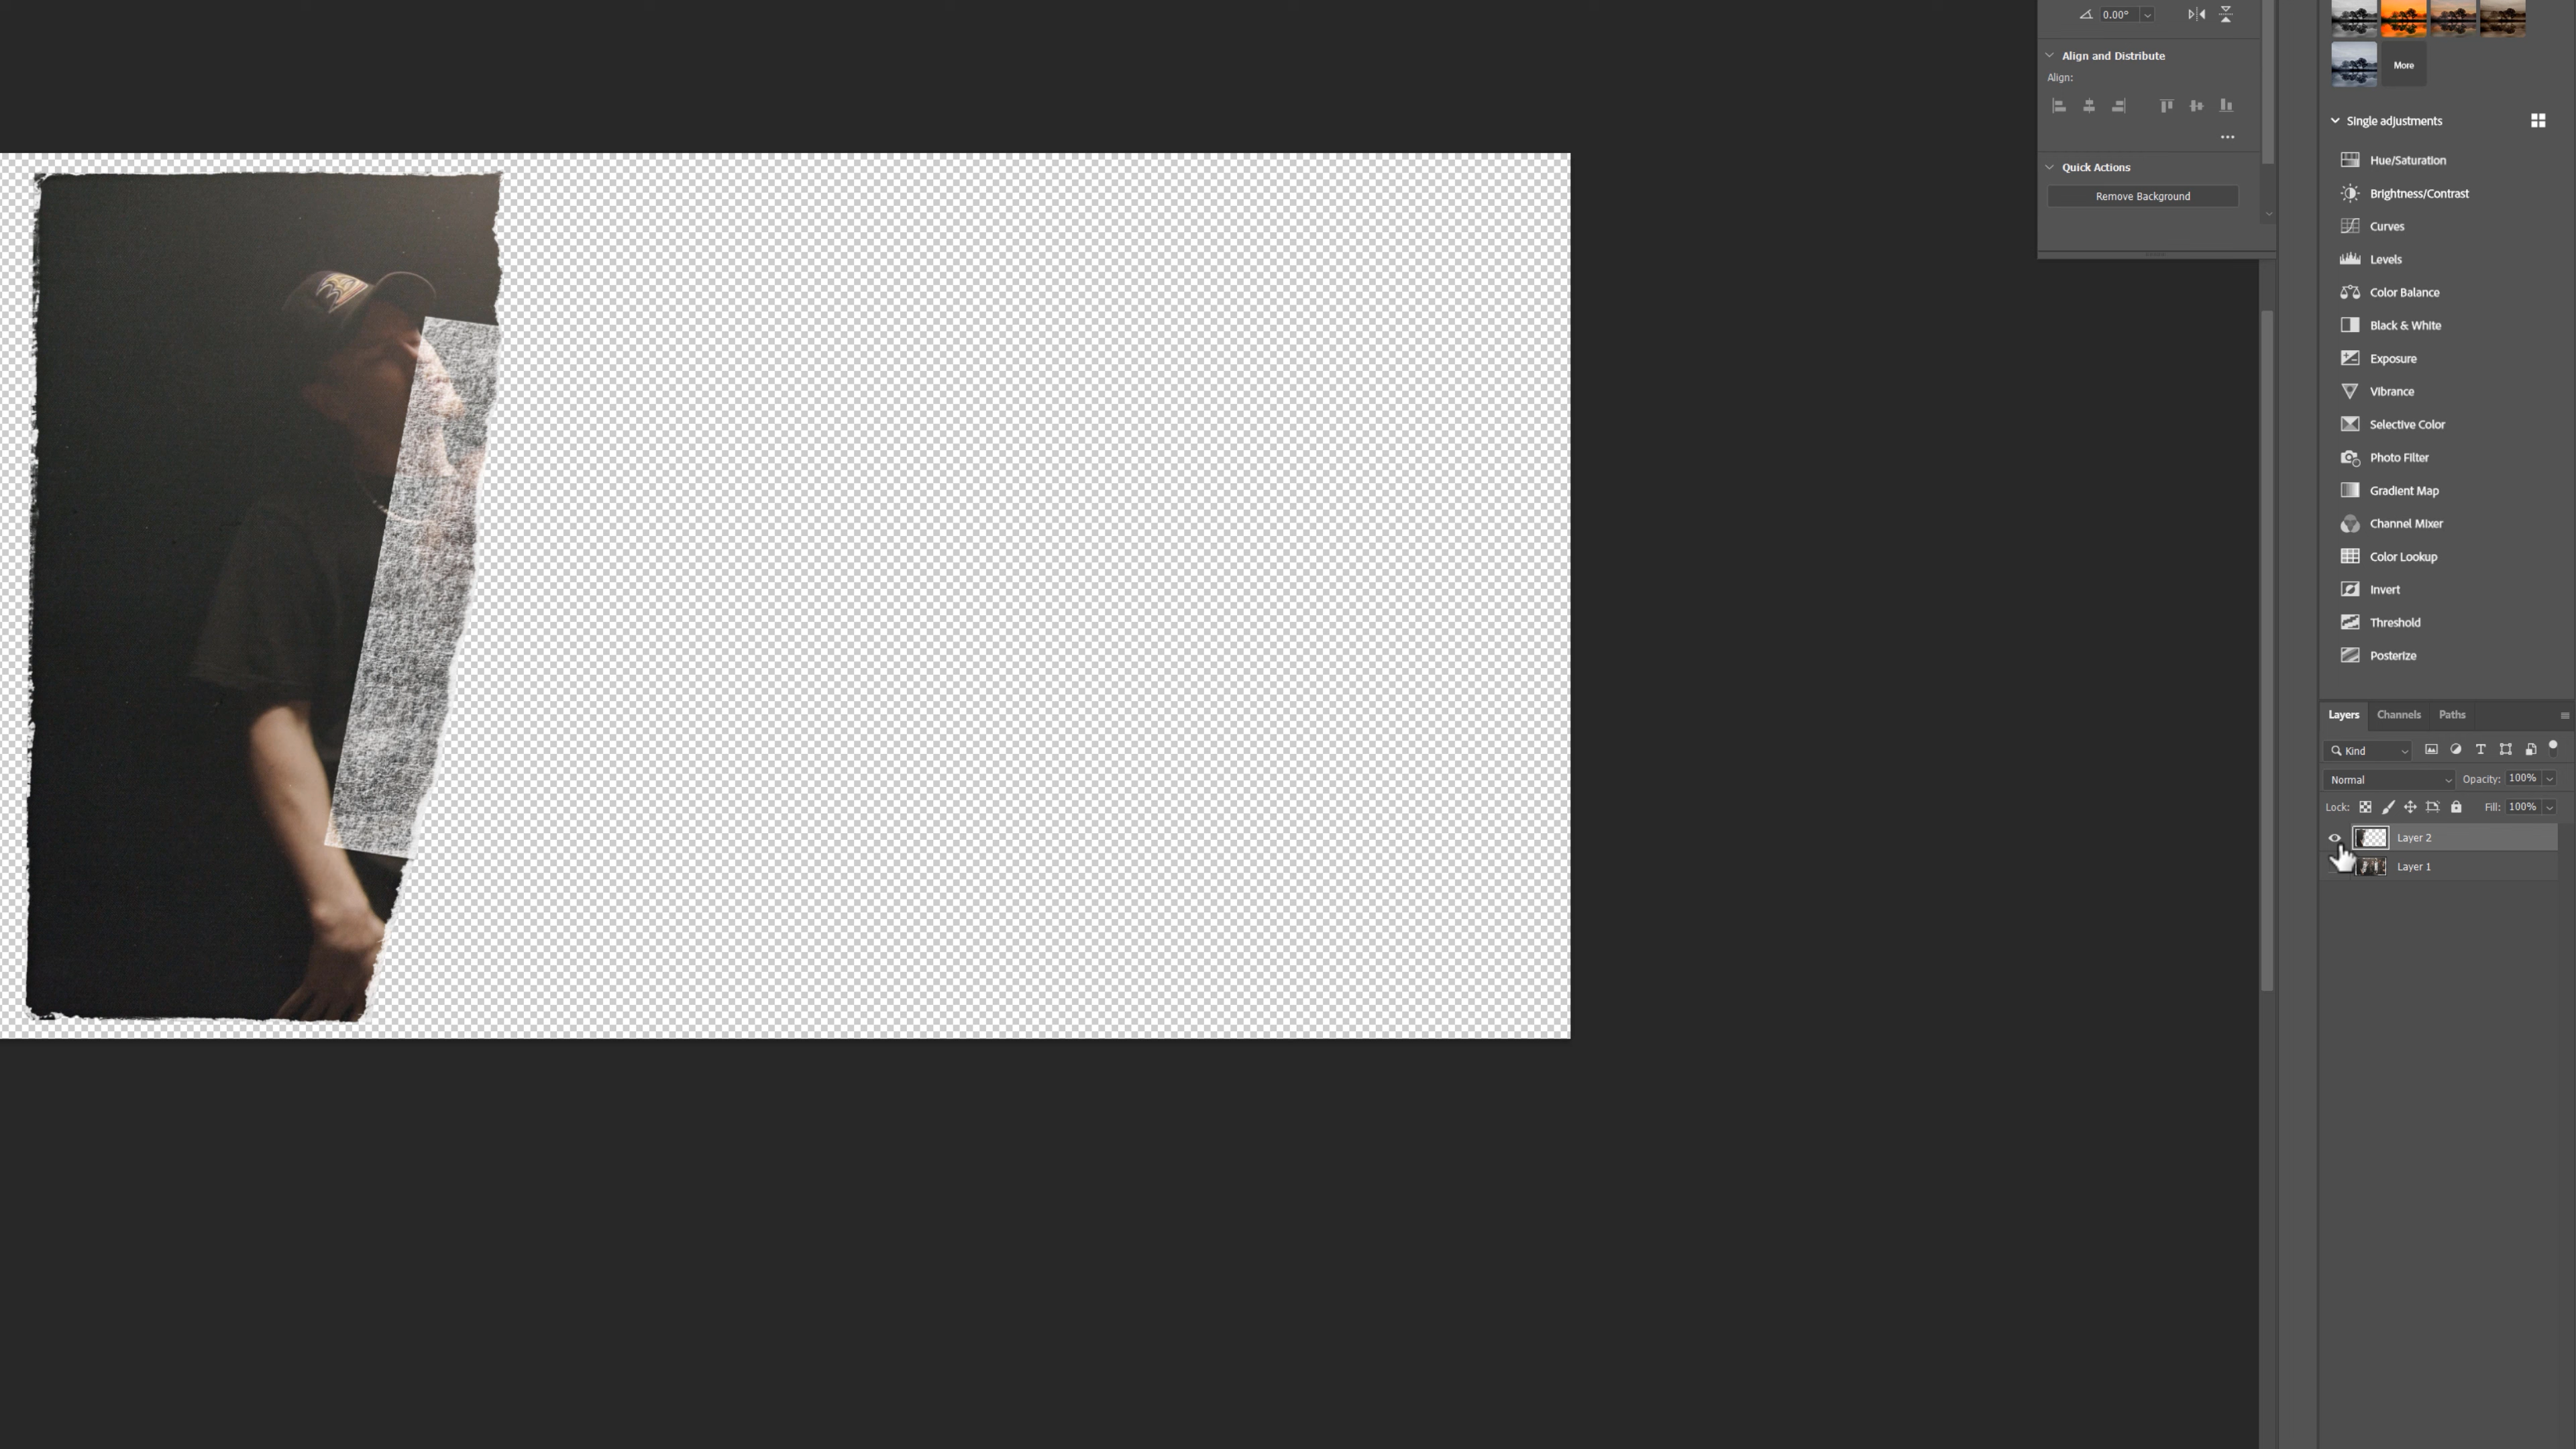 0.00°
Align and Distribute
Align:
Quick Actions
Remove Background
More
Single adjustments
Hue/Saturation
Brightness/Contrast
Curves
Levels
Color Balance
Black & White
Exposure
Vibrance
Selective Color
Photo Filter
Gradient Map
Channel Mixer
Color Lookup
Invert
Threshold
Posterize
Layers Channels Paths
Kind
Normal Opacity: 100%
Lock: Fill: 100%
Layer 2
Layer 1